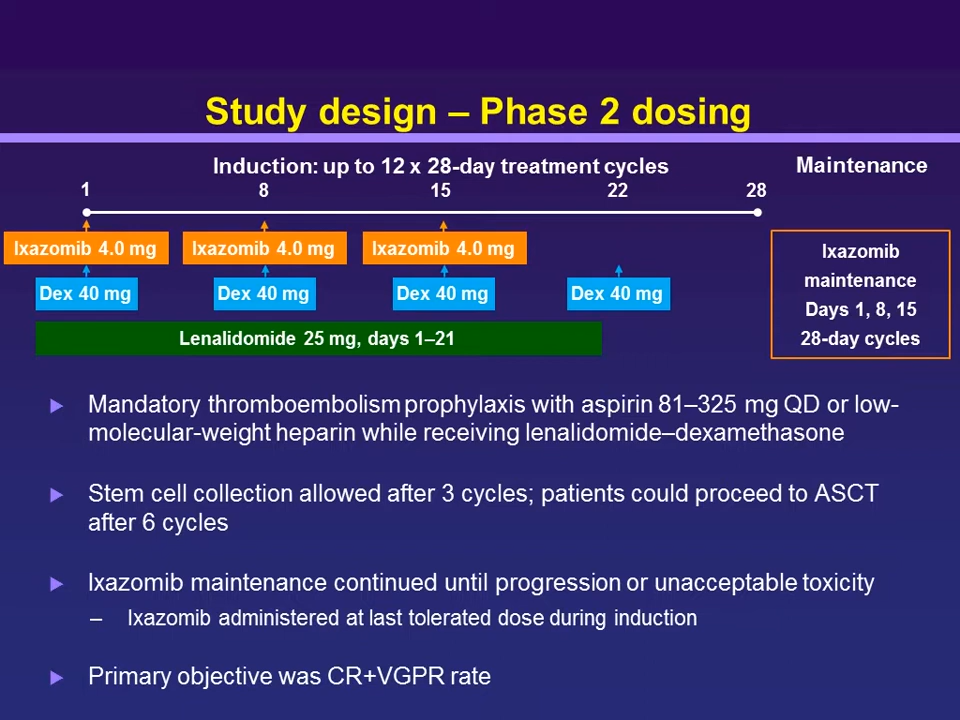 Study design – Phase 2 dosing
Induction: up to 12 x 28-day treatment cycles
Maintenance
1 8 15 22 28
Ixazomib 4.0 mg Ixazomib 4.0 mg Ixazomib 4.0 mg
Dex 40 mg Dex 40 mg Dex 40 mg Dex 40 mg
Lenalidomide 25 mg, days 1–21
Ixazomib
maintenance
Days 1, 8, 15
28-day cycles
Mandatory thromboembolism prophylaxis with aspirin 81–325 mg QD or low-
molecular-weight heparin while receiving lenalidomide–dexamethasone
Stem cell collection allowed after 3 cycles; patients could proceed to ASCT
after 6 cycles
Ixazomib maintenance continued until progression or unacceptable toxicity
– Ixazomib administered at last tolerated dose during induction
Primary objective was CR+VGPR rate